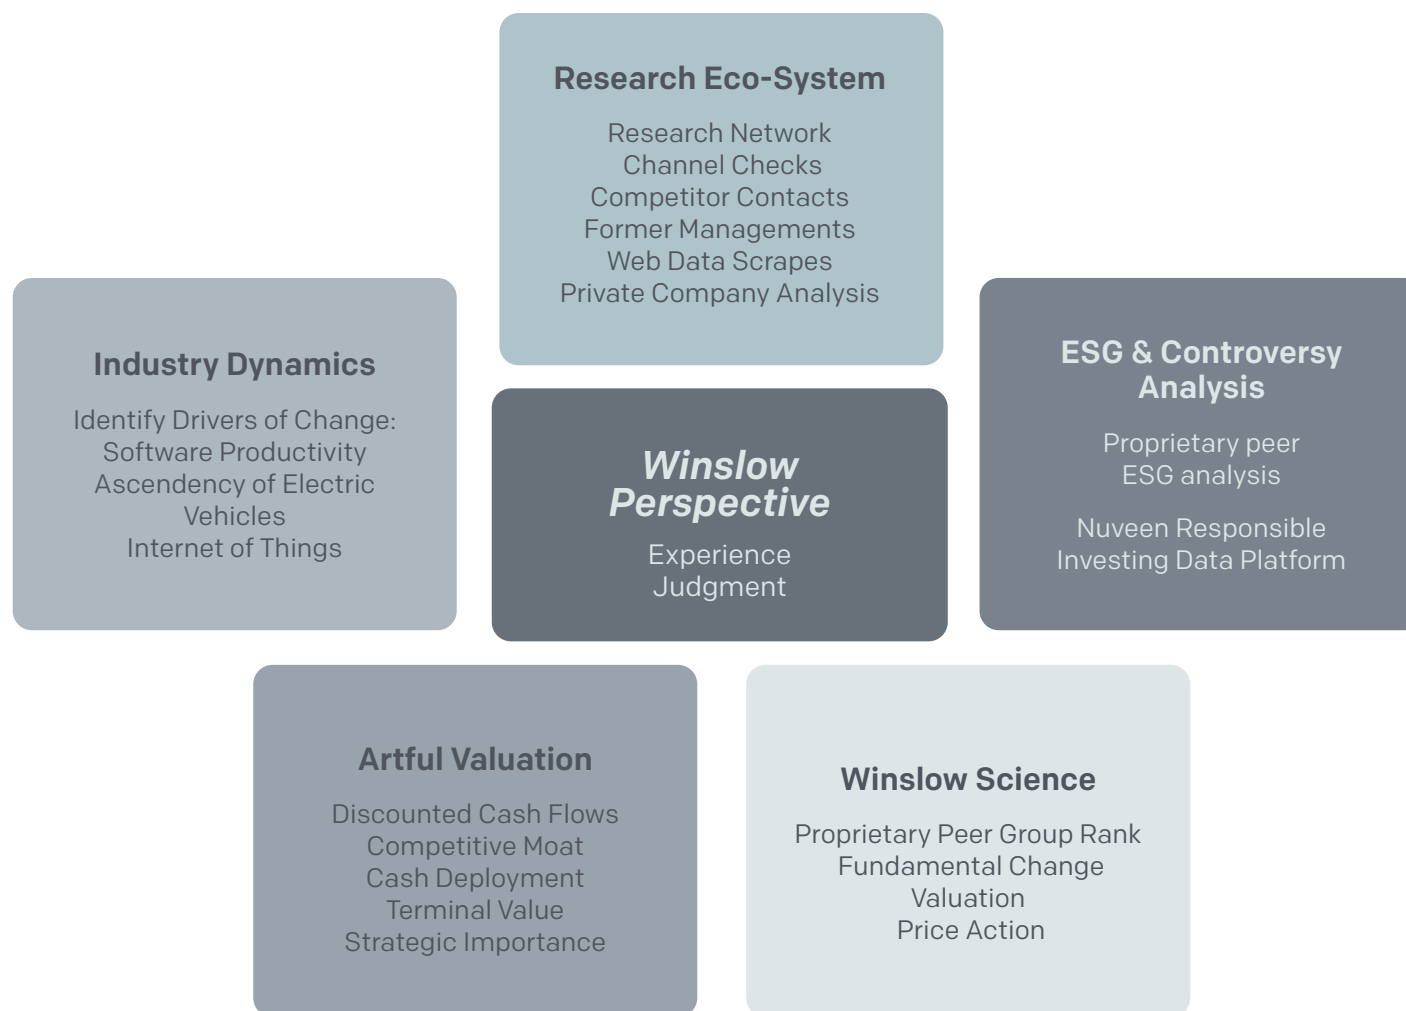 Research Eco-System
Research Network
Channel Checks
Competitor Contacts
Former Managements
Web Data Scrapes
Private Company Analysis
Industry Dynamics
Identify Drivers of Change:
Software Productivity
Ascendency of Electric
Vehicles
Internet of Things
Winslow
Perspective
Experience
Judgment
ESG & Controversy
Analysis
Proprietary peer
ESG analysis
Nuveen Responsible
Investing Data Platform
Artful Valuation
Discounted Cash Flows
Competitive Moat
Cash Deployment
Terminal Value
Strategic Importance
Winslow Science
Proprietary Peer Group Rank
Fundamental Change
Valuation
Price Action